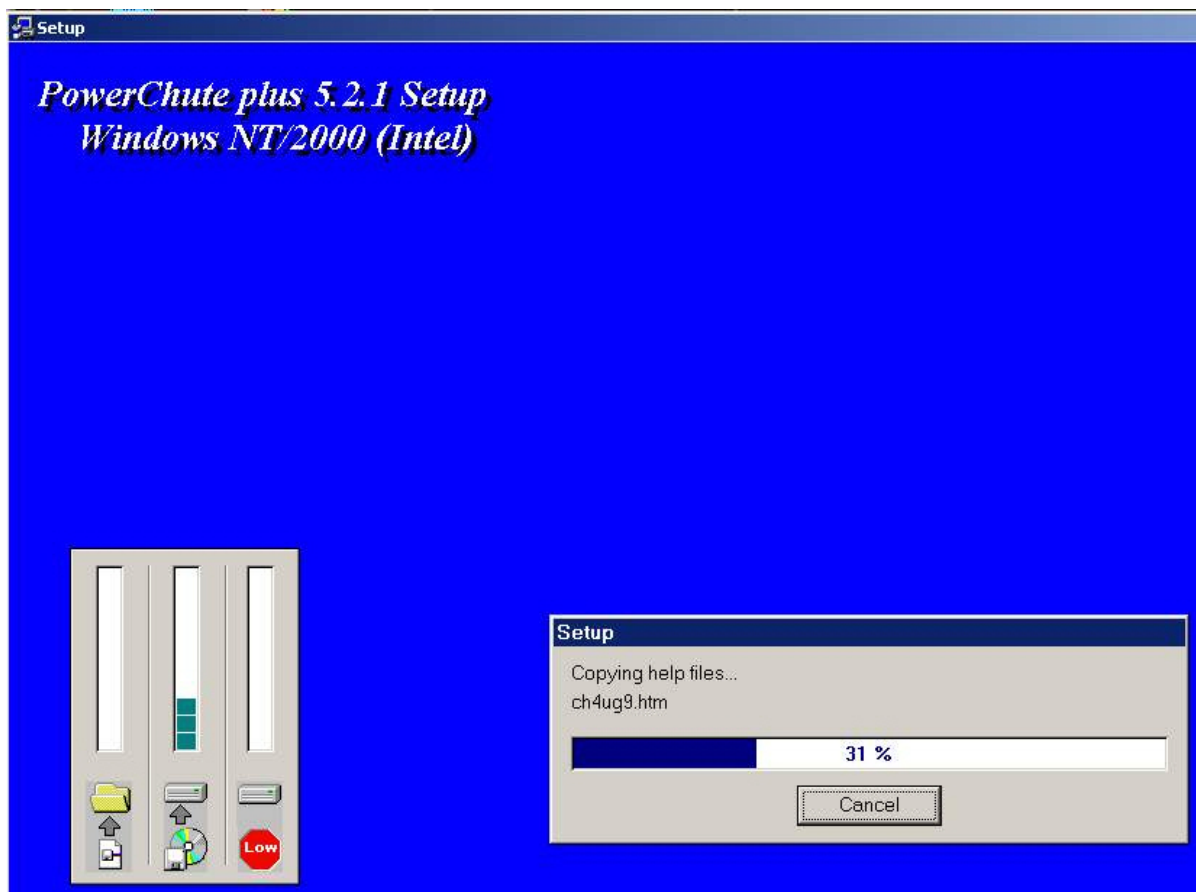 Setup
PowerChute plus 5.2.1 Setup
Windows NT/2000 (Intel)
Setup
Copying help files...
ch4ug9.htm
31 %
Cancel
Low